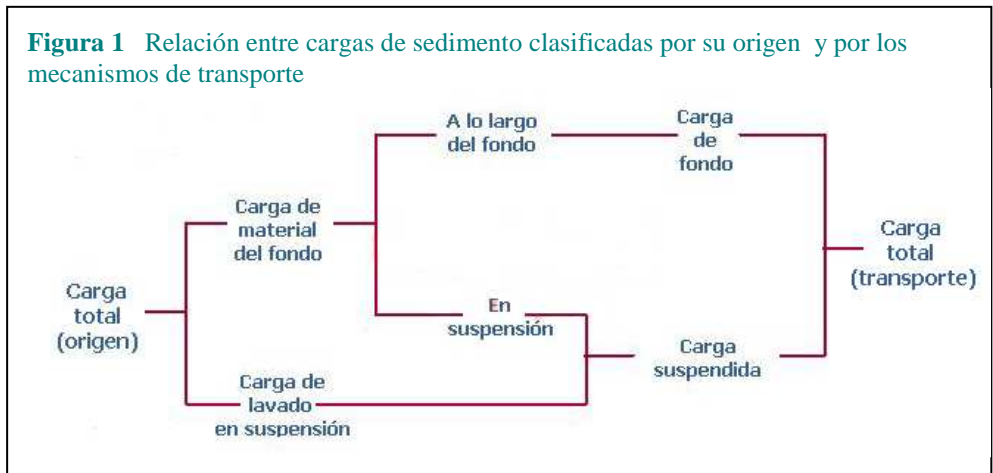 Figura 1 Relación entre cargas de sedimento clasificadas por su origen y por los
mecanismos de transporte
A lo largo
del fondo
Carga
de
fondo
Carga de
material
del fondo
Carga
total
(transporte)
Carga
total
(origen)
En
suspensión
Carga
suspendida
Carga de
lavado
en suspensión